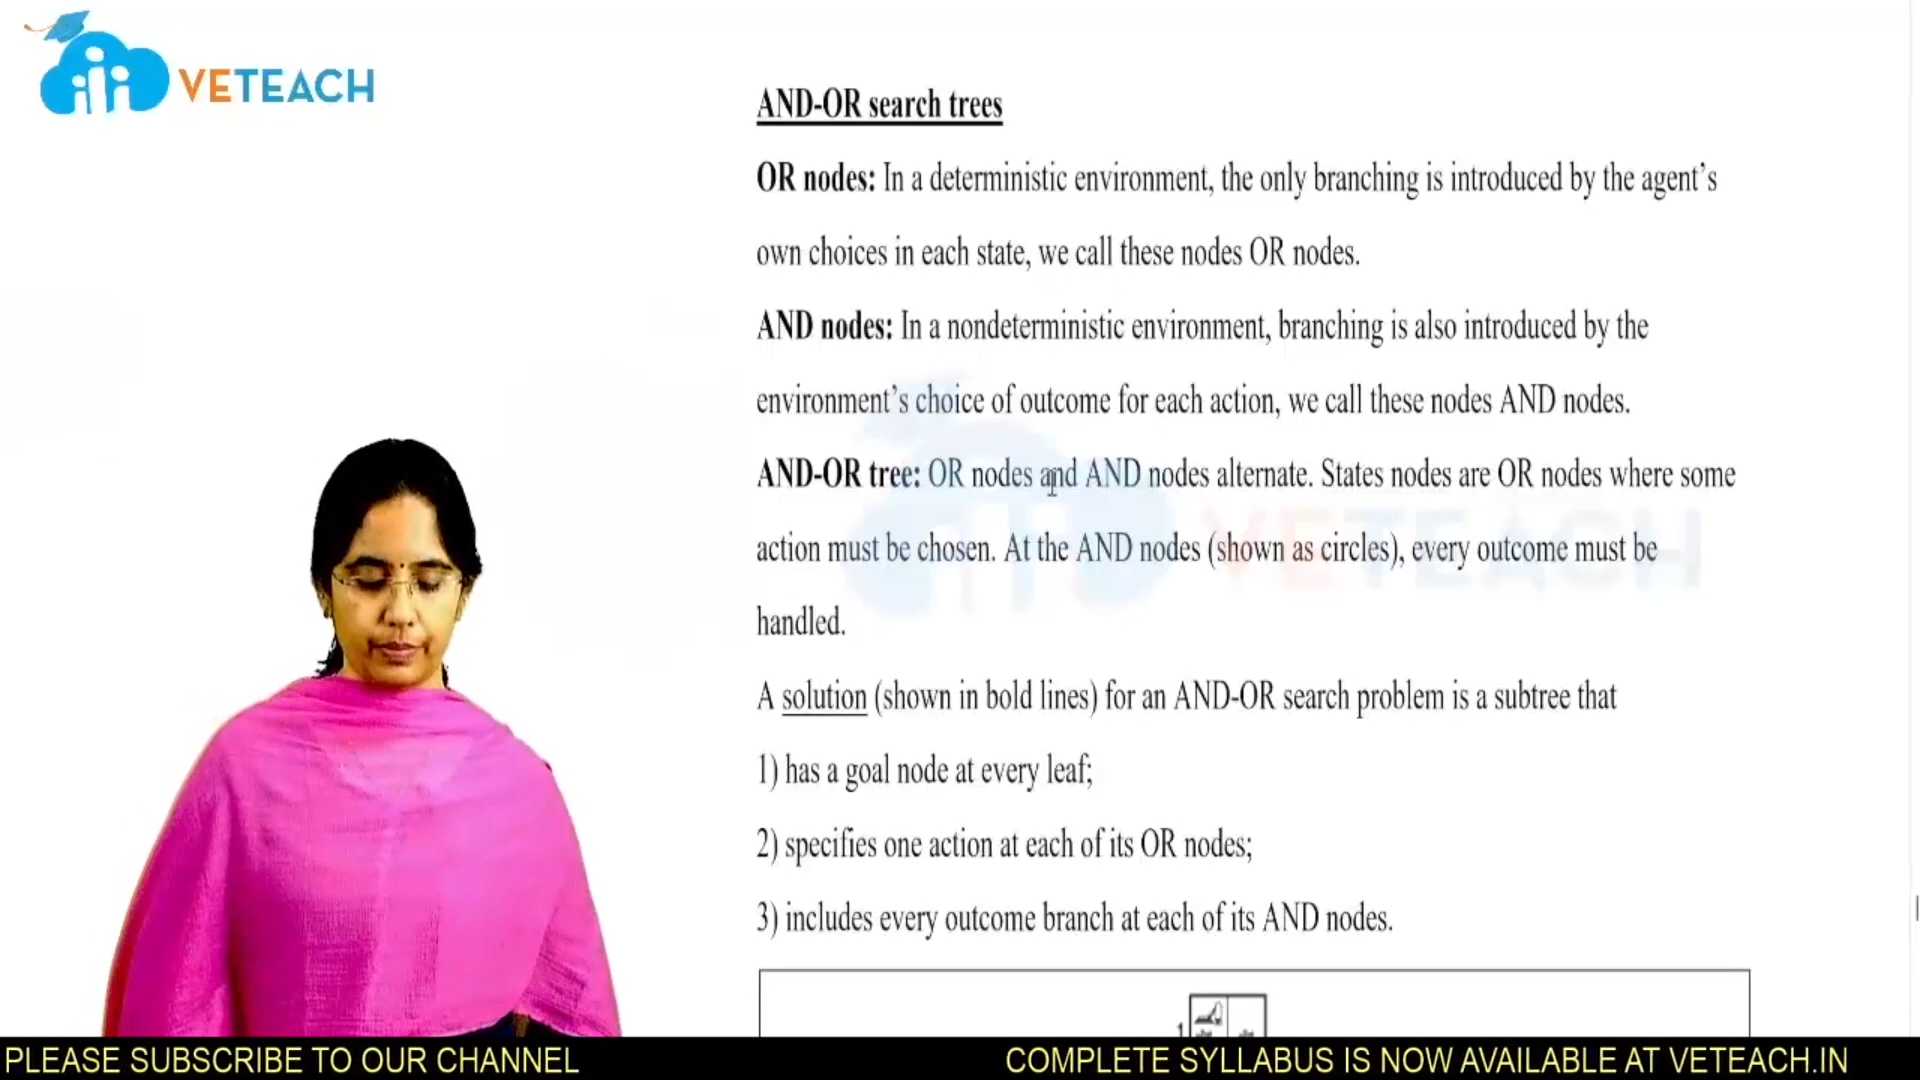 VETEACH
AND-OR search trees
OR nodes: In a deterministic environment, the only branching is introduced by the agent’s
own choices in each state, we call these nodes OR nodes.
AND nodes: In a nondeterministic environment, branching is also introduced by the
environment’s choice of outcome for each action, we call these nodes AND nodes.
AND-OR tree: OR nodes and AND nodes alternate. States nodes are OR nodes where some
action must be chosen. At the AND nodes (shown as circles), every outcome must be
handled.
A solution (shown in bold lines) for an AND-OR search problem is a subtree that
1) has a goal node at every leaf;
2) specifies one action at each of its OR nodes;
3) includes every outcome branch at each of its AND nodes.
1
VETEACH
PLEASE SUBSCRIBE TO OUR CHANNEL
COMPLETE SYLLABUS IS NOW AVAILABLE AT VETEACH.IN